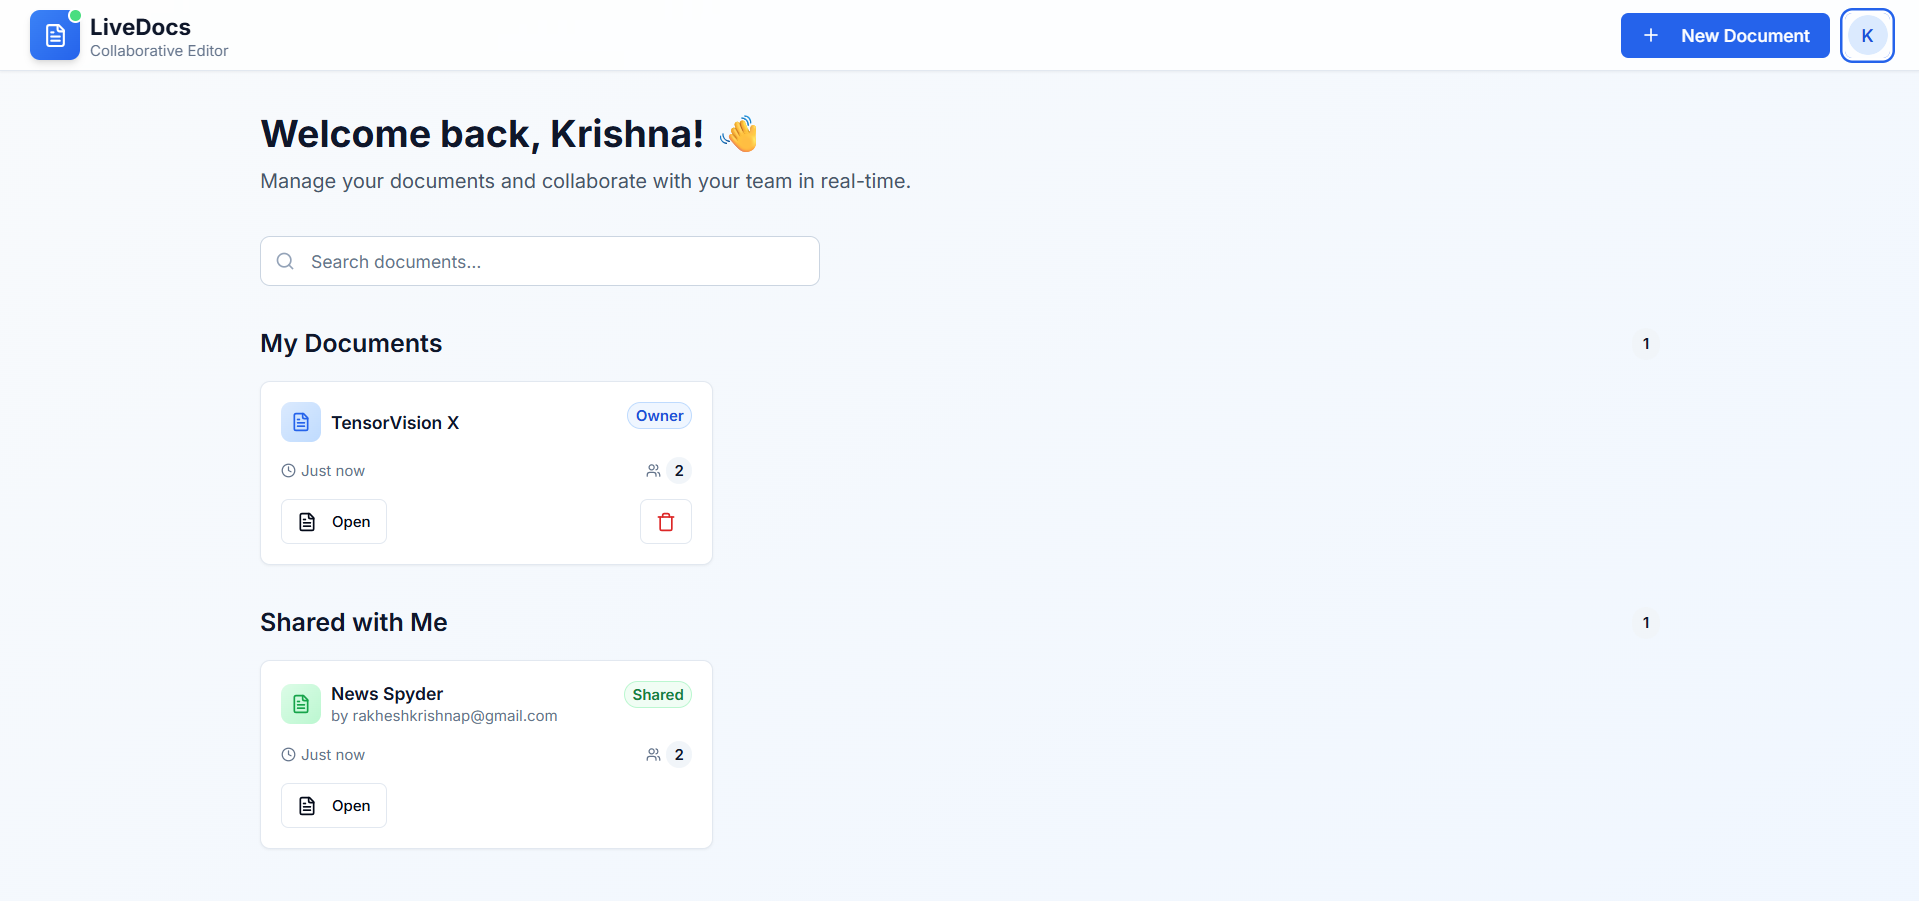 LiveDocs
Collaborative Editor
New Document
K
Welcome back, Krishna! 👋
Manage your documents and collaborate with your team in real-time.
Search documents...
My Documents
1
TensorVision X
Owner
Just now
2
Open
Shared with Me
1
News Spyder
Shared
by rakheshkrishnap@gmail.com
Just now
2
Open